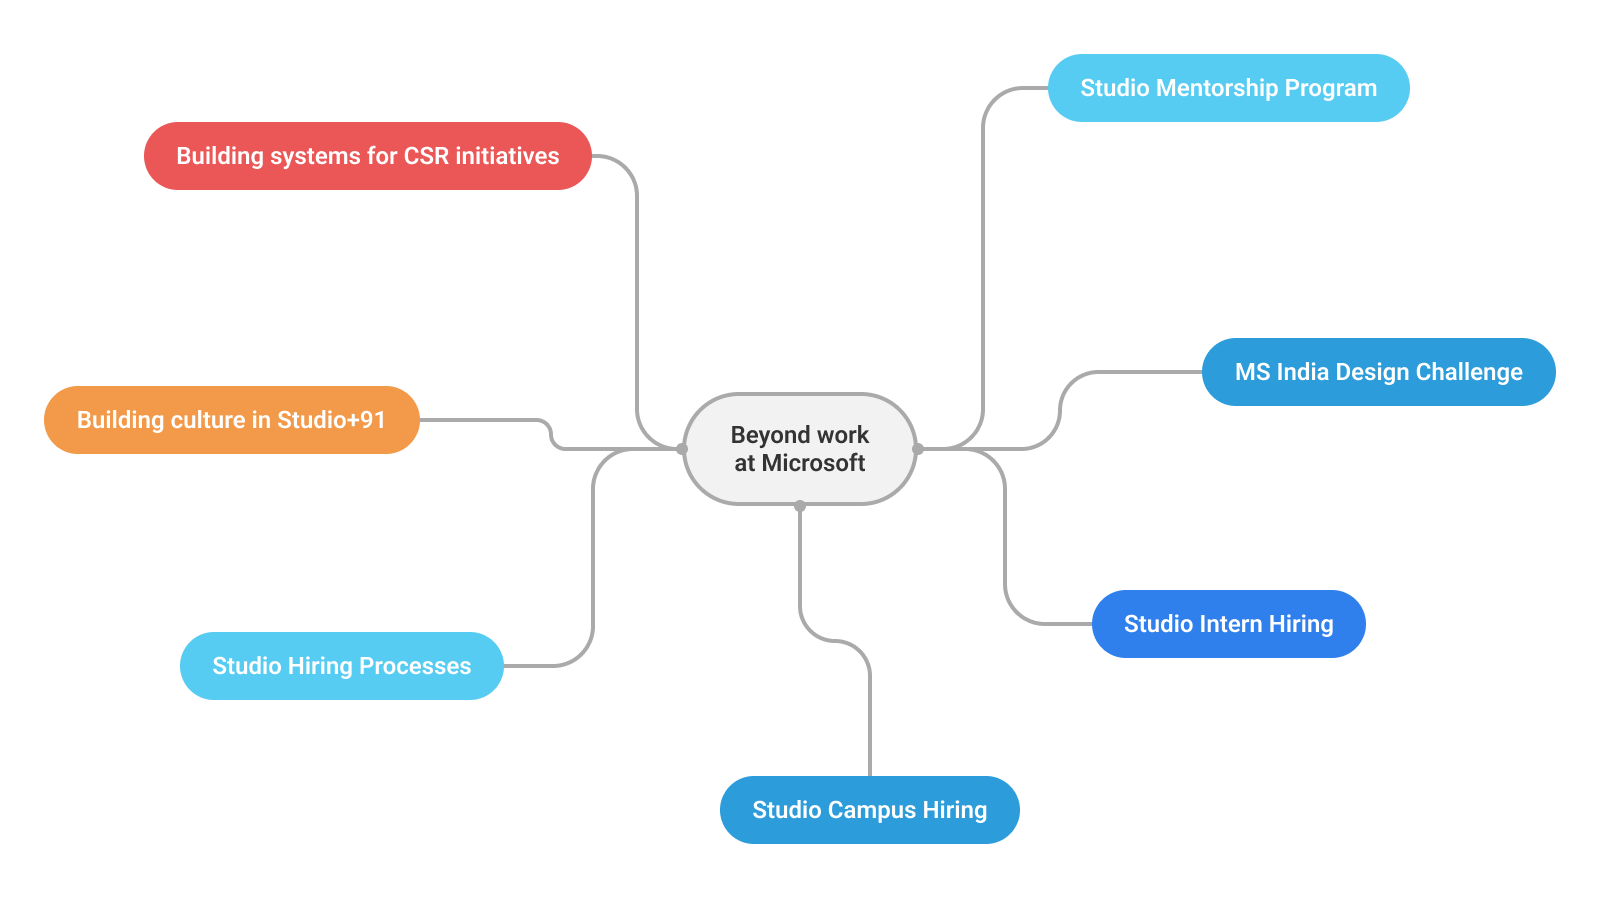 Studio Mentorship Program
Building systems for CSR initiatives
MS India Design Challenge
Building culture in Studio+91
Beyond work
at Microsoft
Studio Intern Hiring
Studio Hiring Processes
Studio Campus Hiring